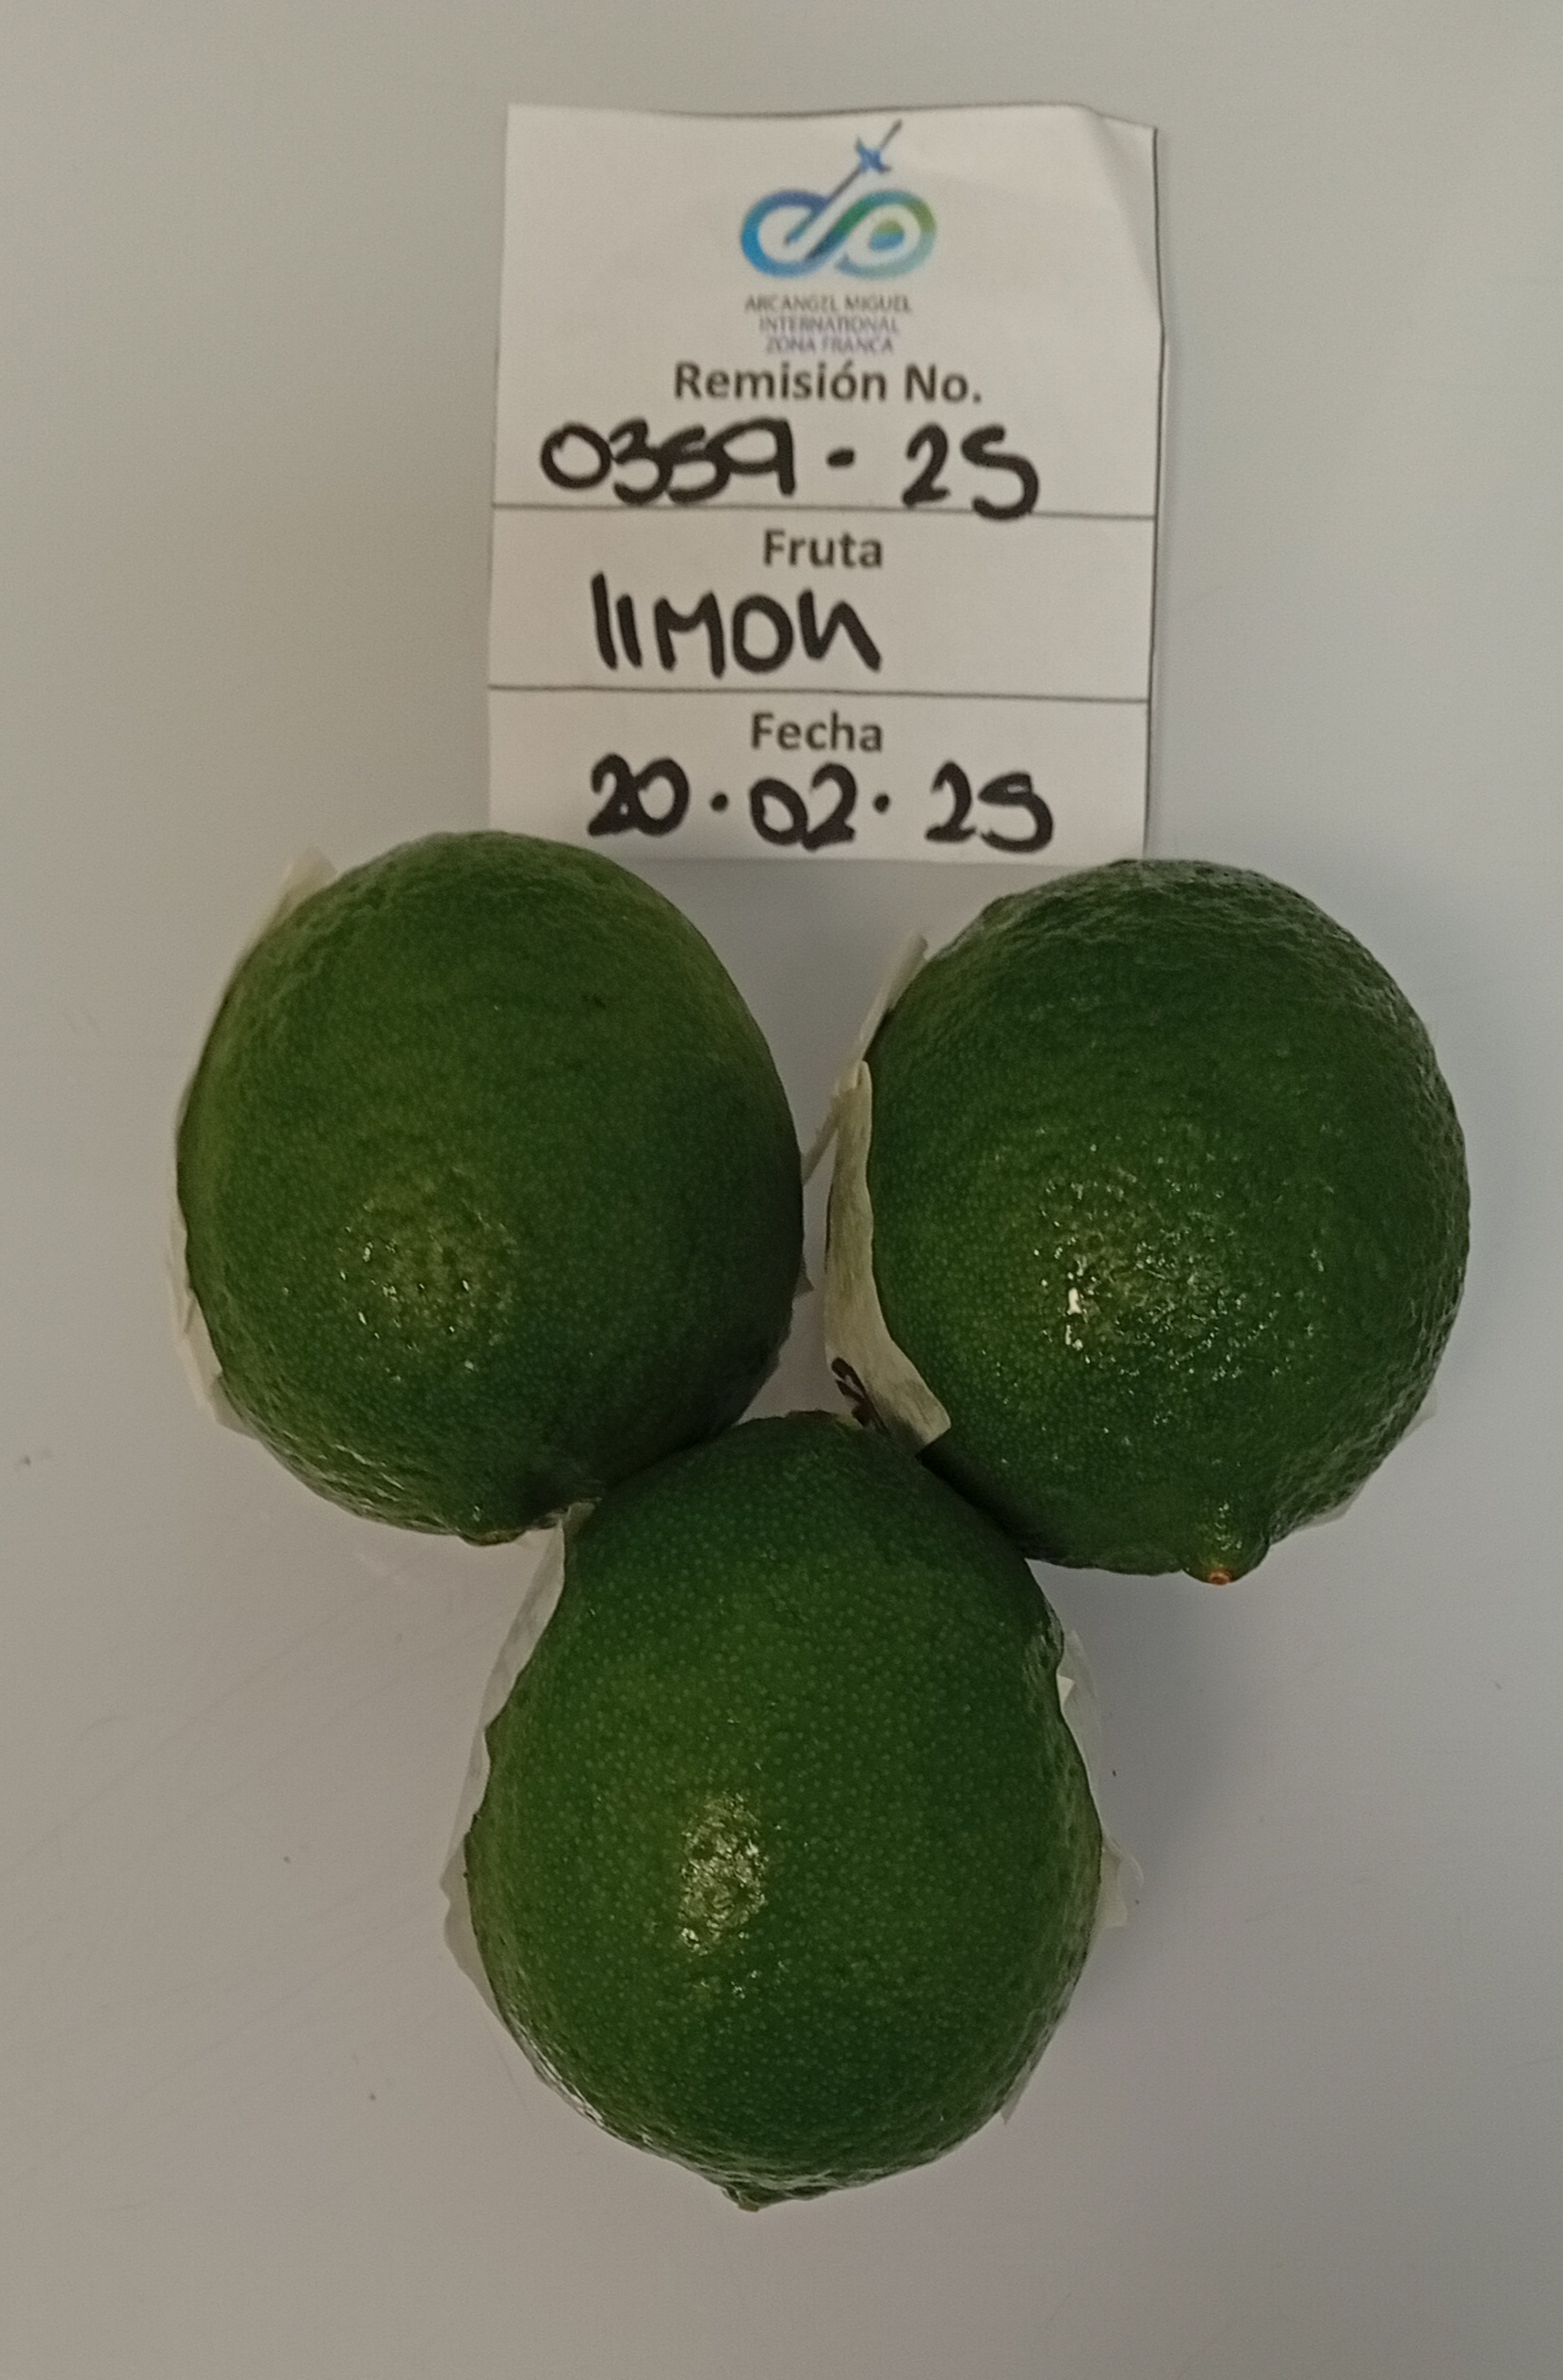 ARCANGEL MIGUEL
INTERNATIONAL
ZONA FRANCA
Remisión No.
0359 - 25
Fruta
limon
Fecha
20.02.25